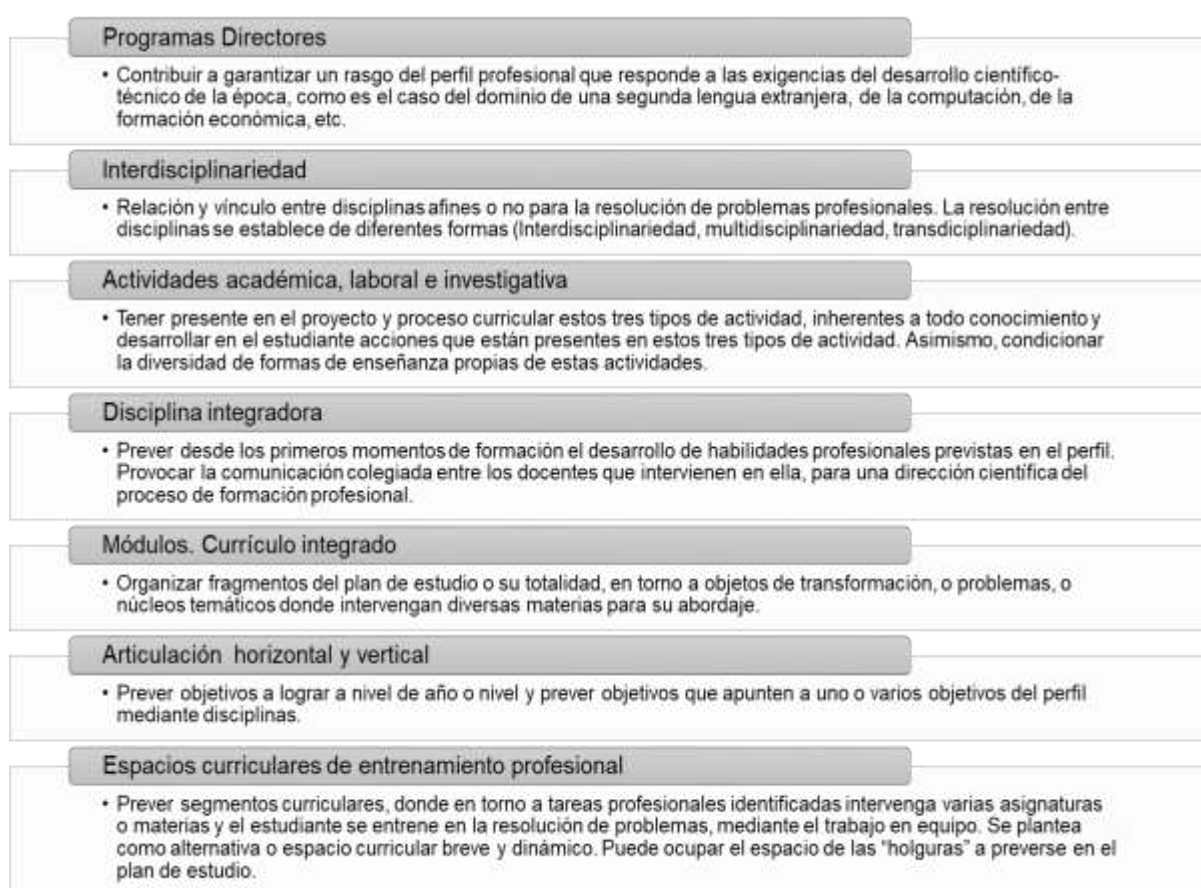 Programas Directores
• Contribuir a garantizar un rasgo del perfil profesional que responde a las exigencias del desarrollo científico-
técnico de la época, como es el caso del dominio de una segunda lengua extranjera, de la computación, de la
formación económica, etc.
Interdisciplinariedad
• Relación y vínculo entre disciplinas afines o no para la resolución de problemas profesionales. La resolución entre
disciplinas se establece de diferentes formas (Interdisciplinariedad, multidisciplinariedad, transdiciplinariedad).
Actividades académica, laboral e investigativa
• Tener presente en el proyecto y proceso curricular estos tres tipos de actividad, inherentes a todo conocimiento y
desarrollar en el estudiante acciones que están presentes en estos tres tipos de actividad. Asimismo, condicionar
la diversidad de formas de enseñanza propias de estas actividades.
Disciplina integradora
• Prever desde los primeros momentos de formación el desarrollo de habilidades profesionales previstas en el perfil.
Provocar la comunicación colegiada entre los docentes que intervienen en ella, para una dirección científica del
proceso de formación profesional.
Módulos. Currículo integrado
• Organizar fragmentos del plan de estudio o su totalidad, en torno a objetos de transformación, o problemas, o
núcleos temáticos donde intervengan diversas materias para su abordaje.
Articulación horizontal y vertical
• Prever objetivos a lograr a nivel de año o nivel y prever objetivos que apunten a uno o varios objetivos del perfil
mediante disciplinas.
Espacios curriculares de entrenamiento profesional
• Prever segmentos curriculares, donde en torno a tareas profesionales identificadas intervenga varias asignaturas
o materias y el estudiante se entrene en la resolución de problemas, mediante el trabajo en equipo. Se plantea
como alternativa o espacio curricular breve y dinámico. Puede ocupar el espacio de las "holguras" a preverse en el
plan de estudio.